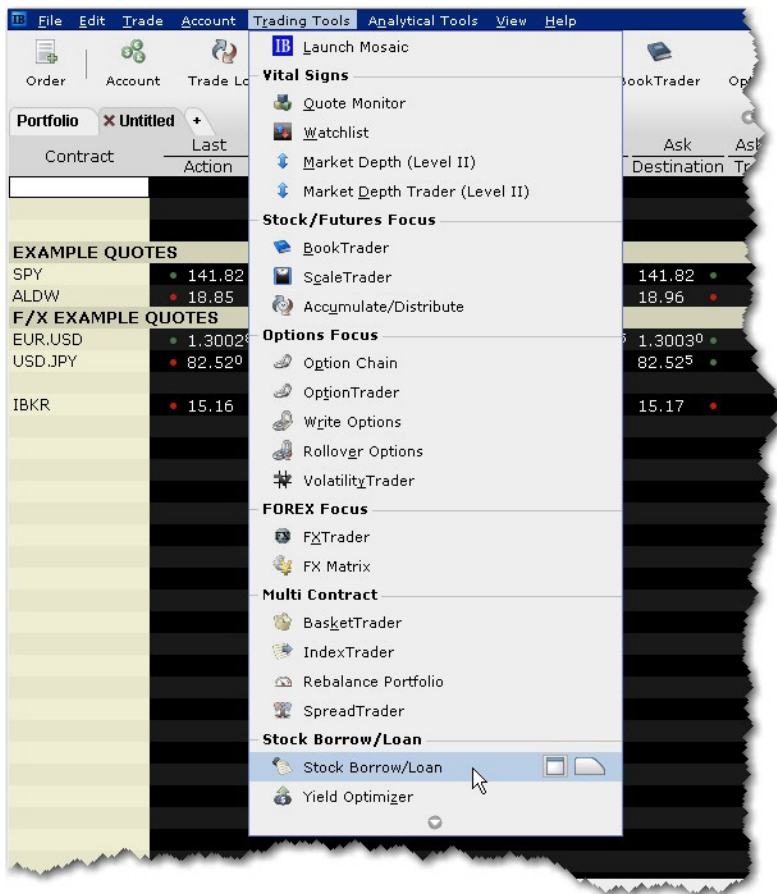 IB File Edit Trade Account Trading Tools Analytical Tools View Help
Order Account Trade BookTrader
Portfolio Untitled +
Contract Last Ask
Action Destination
IB Launch Mosaic
Vital Signs
Quote Monitor
Watchlist
Market Depth (Level II)
Market Depth Trader (Level II)
Stock/Futures Focus
BookTrader
ScaleTrader
Accumulate/Distribute
Options Focus
Option Chain
OptionTrader
Write Options
Rollover Options
VolatilityTrader
FOREX Focus
FXTrader
FX Matrix
Multi Contract
BasketTrader
IndexTrader
Rebalance Portfolio
SpreadTrader
Stock Borrow/Loan
Stock Borrow/Loan
Yield Optimizer
EXAMPLE QUOTES
SPY 141.82 141.82
ALDW 18.85 18.96
F/X EXAMPLE QUOTES
EUR.USD 1.3002 1.30030
USD.JPY 82.520 82.525
IBKR 15.16 15.17